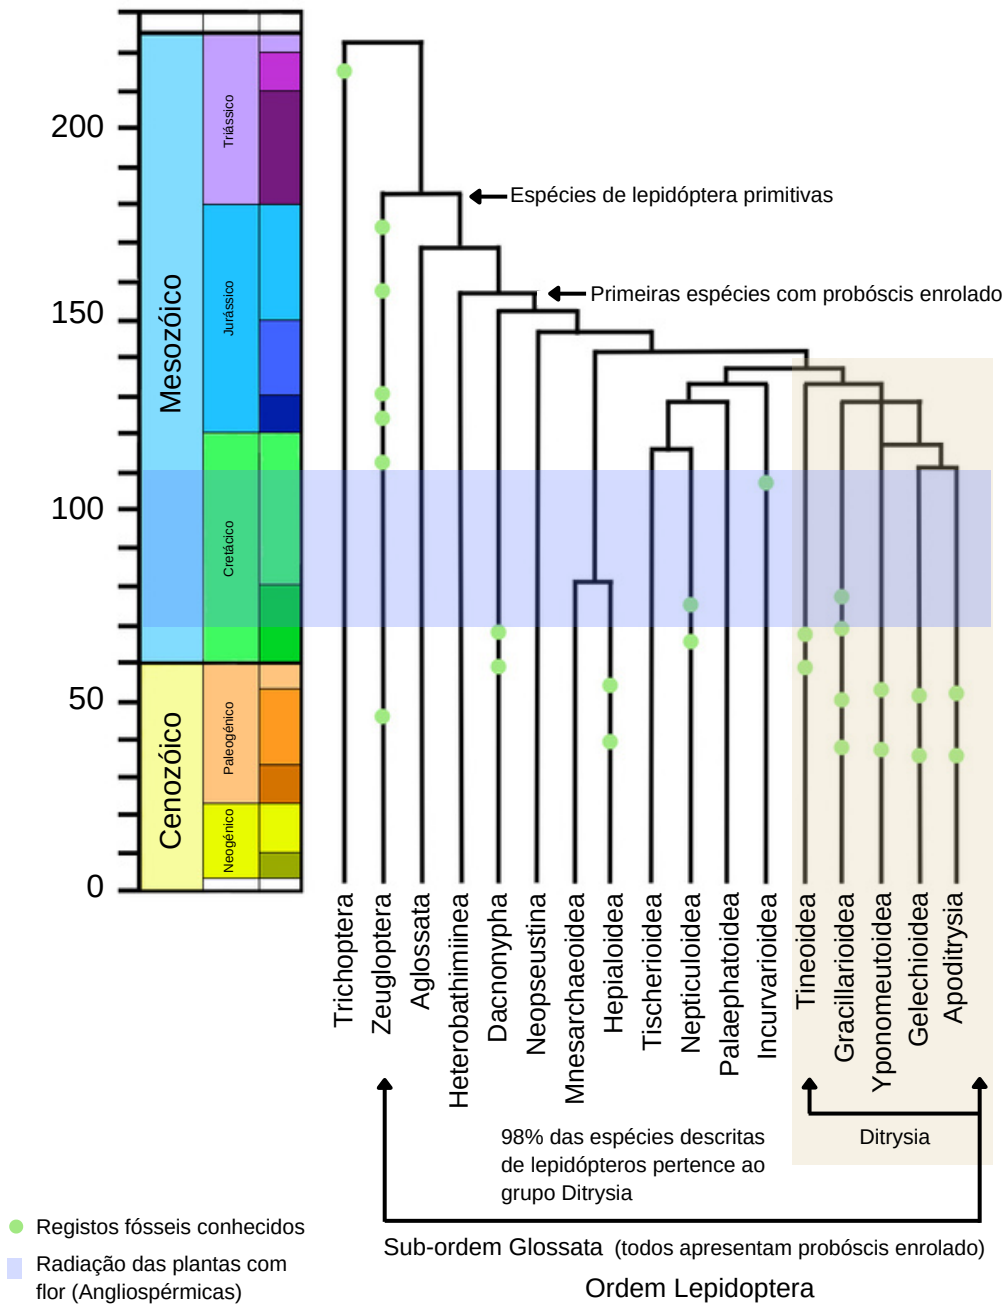 200
150
100
50
0
Mesozóico
Cenozóico
Triássico
Jurássico
Cretácico
Paleogénico
Neogénico
Espécies de lepidóptera primitivas
Primeiras espécies com probóscis enrolado
Trichoptera
Zeugloptera
Aglossata
Heterobathimiinea
Dacnonypha
Neopseustina
Mnesarchaeoidea
Hepialoidea
Tischerioidea
Nepticuloidea
Palaephatoidea
Incurvarioidea
Tineoidea
Gracillarioidea
Yponomeutoidea
Gelechioidea
Apoditrysia
98% das espécies descritas
de lepidópteros pertence ao
grupo Ditrysia
Ditrysia
Registos fósseis conhecidos
Radiação das plantas com
flor (Angliospérmicas)
Sub-ordem Glossata (todos apresentam probóscis enrolado)
Ordem Lepidoptera